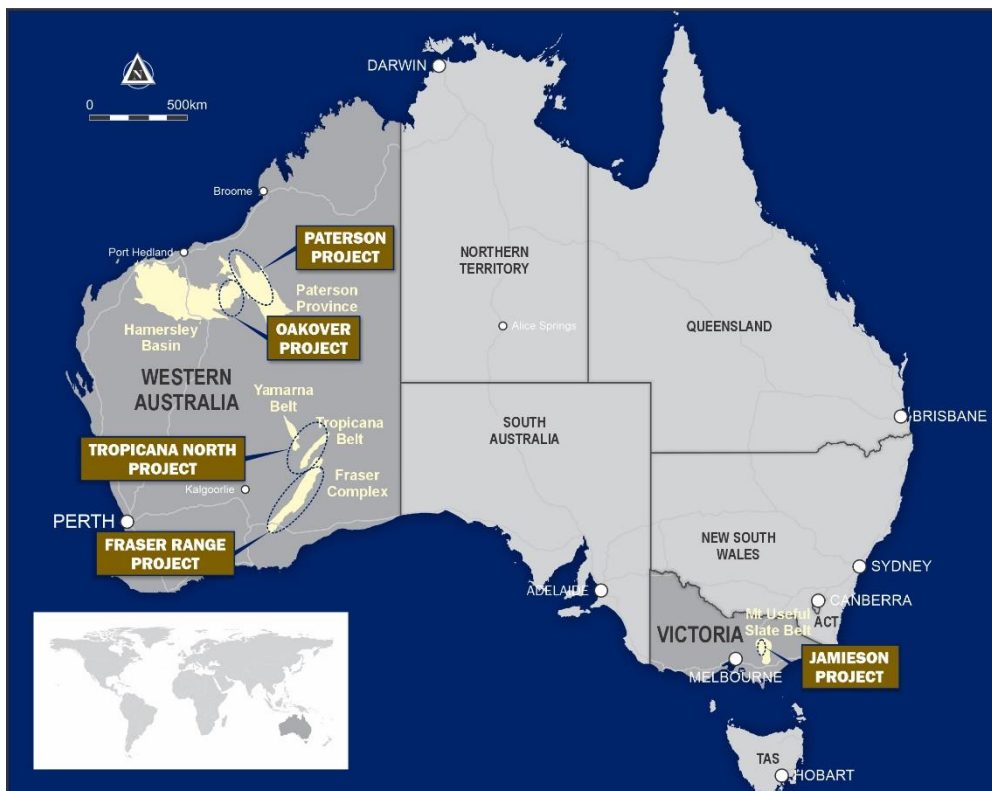 DARWIN
N
0 500km
Broome
Port Hedland
PATERSON
PROJECT
NORTHERN
TERRITORY
Paterson
Province
Hamersley
Basin
OAKOVER
PROJECT
Alice Springs
QUEENSLAND
WESTERN
AUSTRALIA
Yamarna
Belt
Tropicana
Belt
SOUTH
AUSTRALIA
BRISBANE
TROPICANA NORTH
PROJECT
Fraser
Complex
Kalgoorlie
PERTH
FRASER RANGE
PROJECT
NEW SOUTH
WALES
SYDNEY
ADELAIDE
CANBERRA
ACT
Mt Useful
Slate Belt
VICTORIA
JAMIESON
PROJECT
MELBOURNE
TAS
HOBART